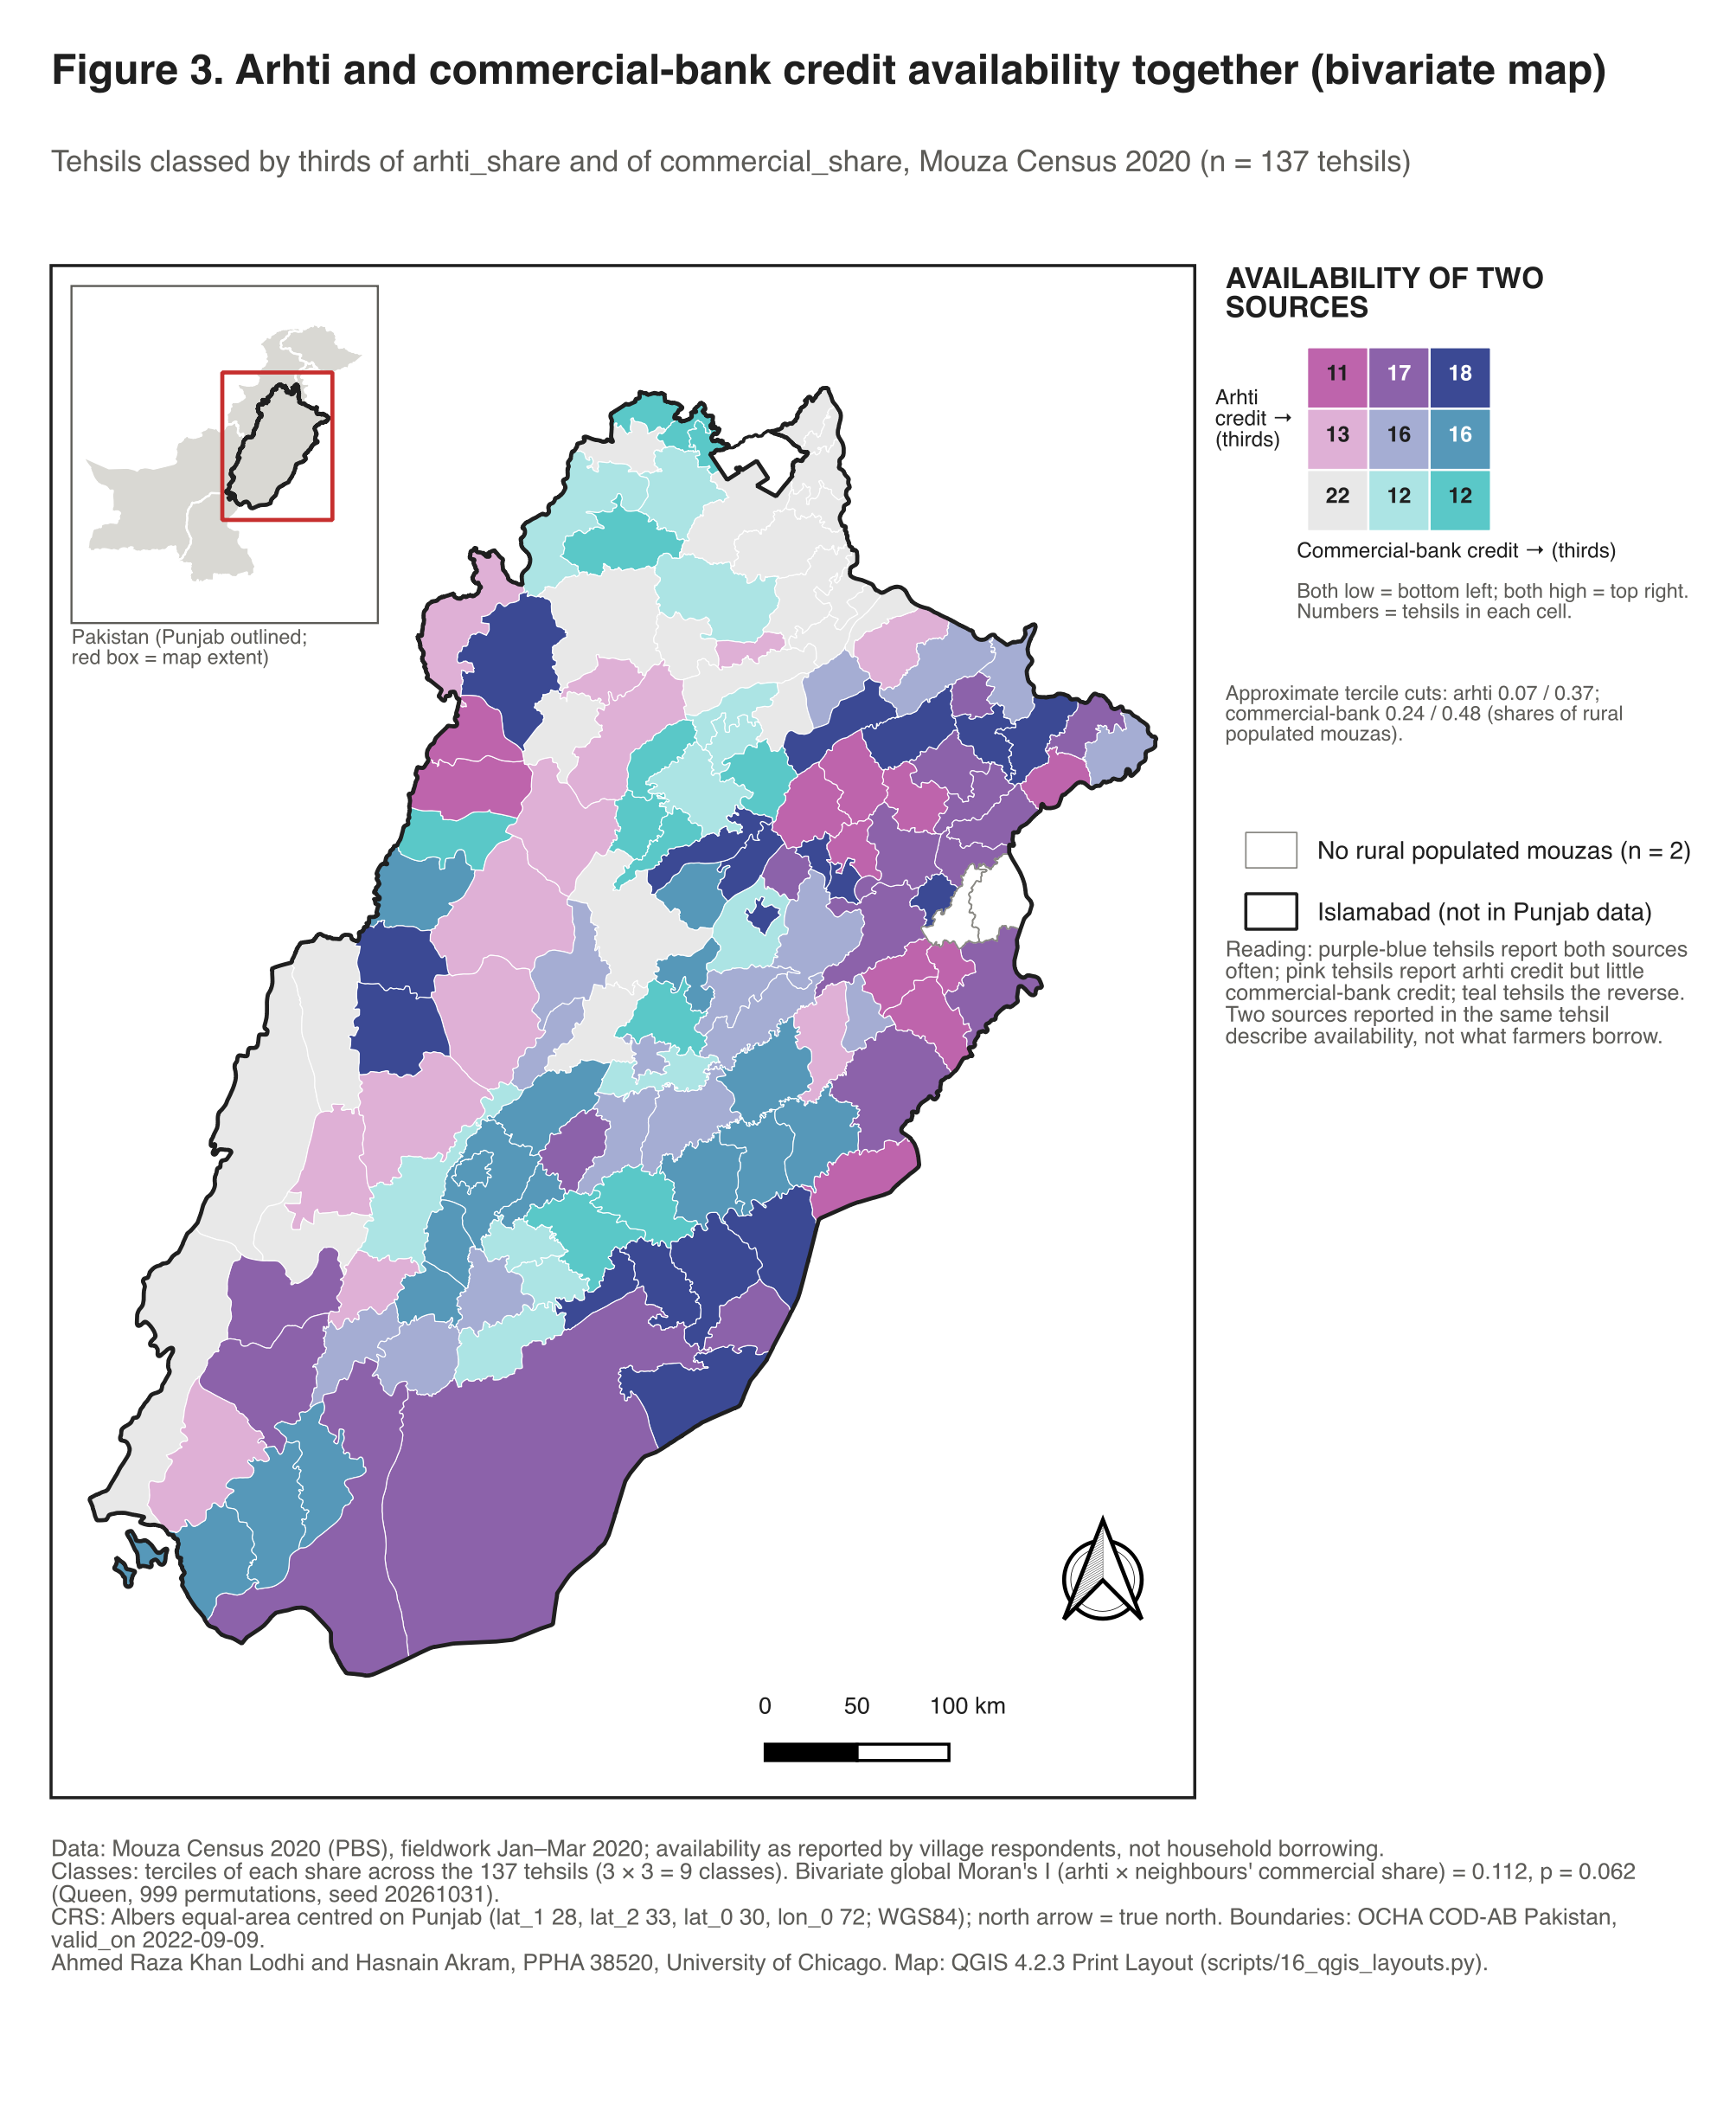 Figure 3. Arhti and commercial-bank credit availability together (bivariate map)
Tehsils classed by thirds of arhti_share and of commercial_share, Mouza Census 2020 (n = 137 tehsils)
Pakistan (Punjab outlined;
red box = map extent)
AVAILABILITY OF TWO
SOURCES
11 17 18
Arhti
credit →
(thirds)
13 16 16
22 12 12
Commercial-bank credit → (thirds)
Both low = bottom left; both high = top right.
Numbers = tehsils in each cell.
Approximate tercile cuts: arhti 0.07 / 0.37;
commercial-bank 0.24 / 0.48 (shares of rural
populated mouzas).
No rural populated mouzas (n = 2)
Islamabad (not in Punjab data)
Reading: purple-blue tehsils report both sources
often; pink tehsils report arhti credit but little
commercial-bank credit; teal tehsils the reverse.
Two sources reported in the same tehsil
describe availability, not what farmers borrow.
0 50 100 km
Data: Mouza Census 2020 (PBS), fieldwork Jan–Mar 2020; availability as reported by village respondents, not household borrowing.
Classes: terciles of each share across the 137 tehsils (3 × 3 = 9 classes). Bivariate global Moran's I (arhti × neighbours' commercial share) = 0.112, p = 0.062
(Queen, 999 permutations, seed 20261031).
CRS: Albers equal-area centred on Punjab (lat_1 28, lat_2 33, lat_0 30, lon_0 72; WGS84); north arrow = true north. Boundaries: OCHA COD-AB Pakistan,
valid_on 2022-09-09.
Ahmed Raza Khan Lodhi and Hasnain Akram, PPHA 38520, University of Chicago. Map: QGIS 4.2.3 Print Layout (scripts/16_qgis_layouts.py).